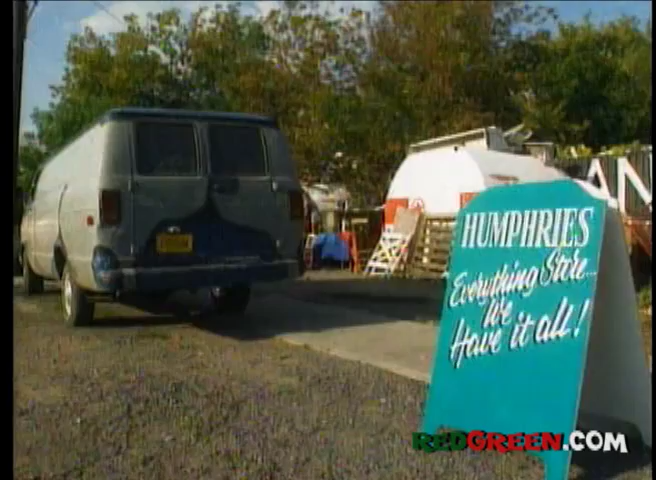 HUMPHRIES
Everything Store...
We
Have it all!
REDGREEN.COM